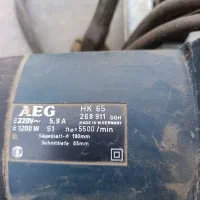 AEG HK 65
268 911 GGH
220V~ 5.9 A MADE IN W.GERMANY
1200 W S1 n₀=5500/min
Sägeblatt-Ø 190mm
Schnittiefe 65mm